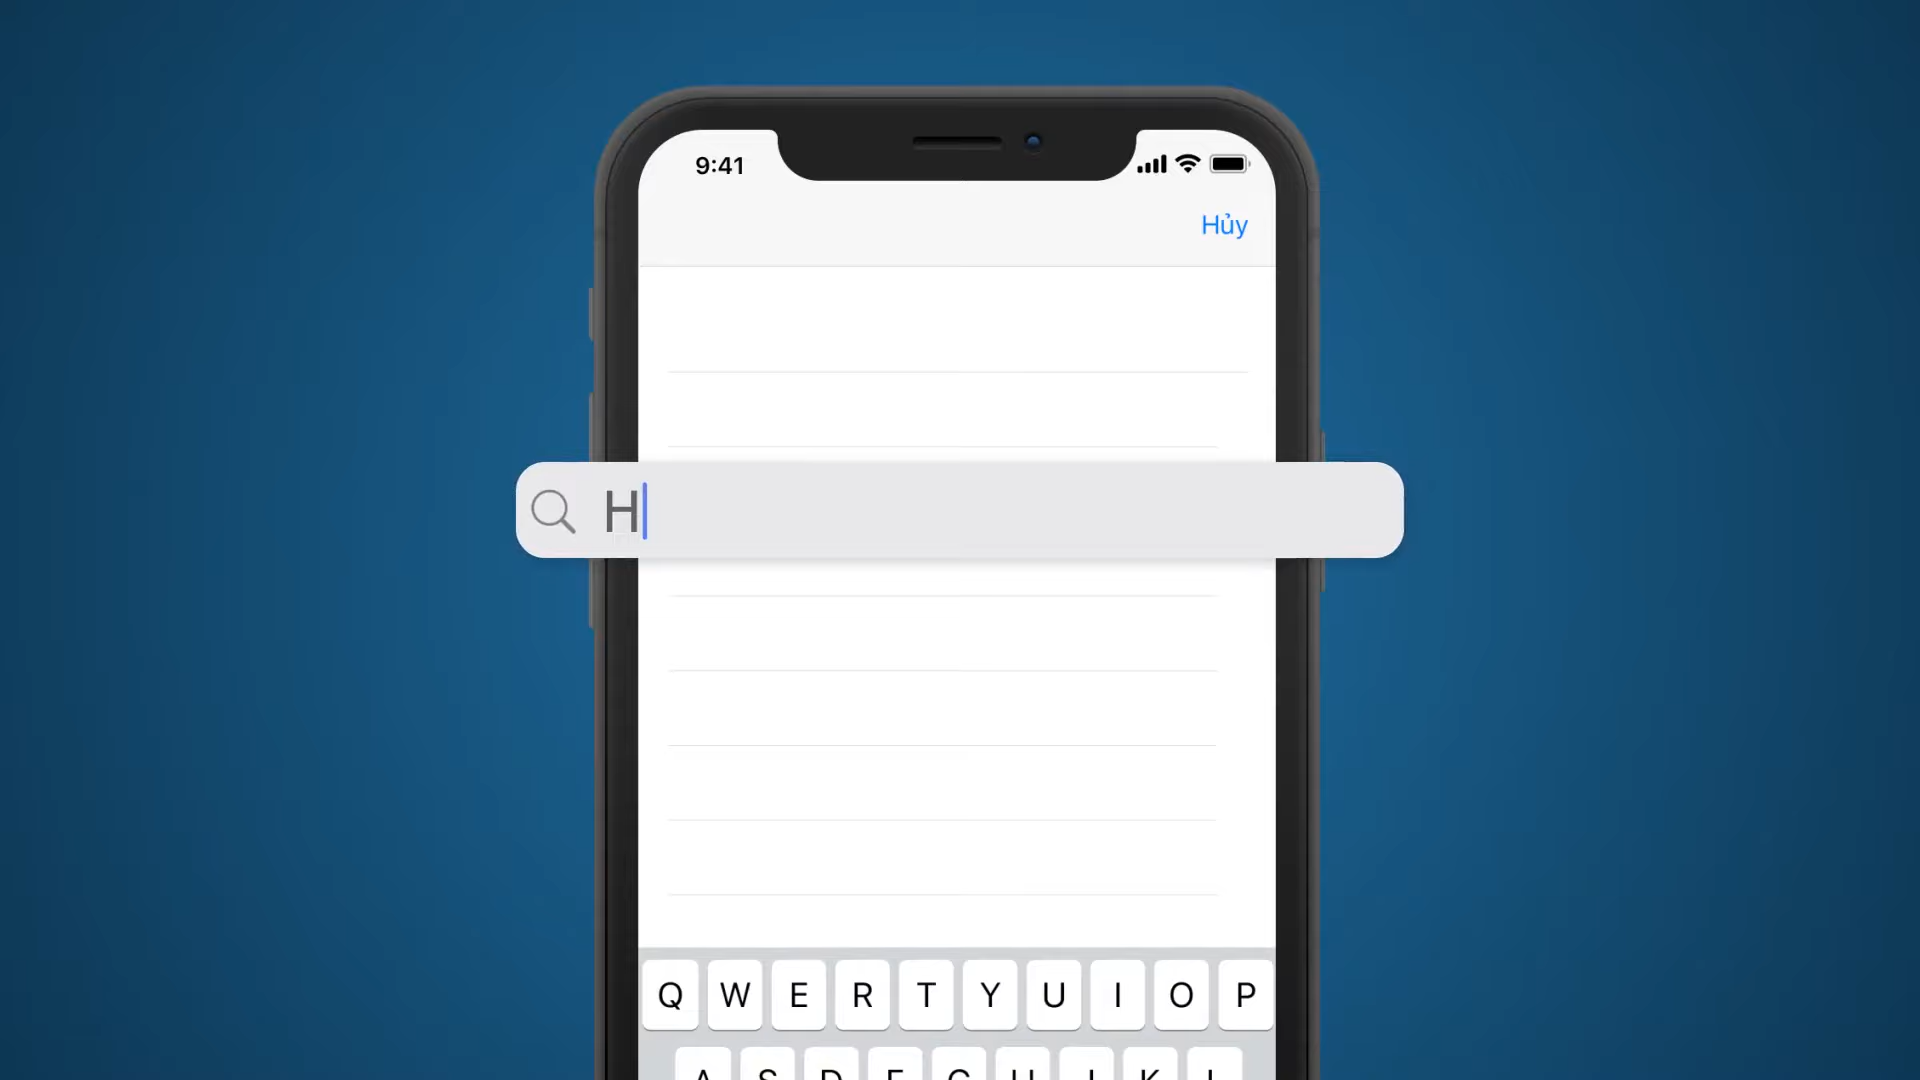 9:41
Hủy
H
Q W E R T Y U I O P
A S D F G H J K L